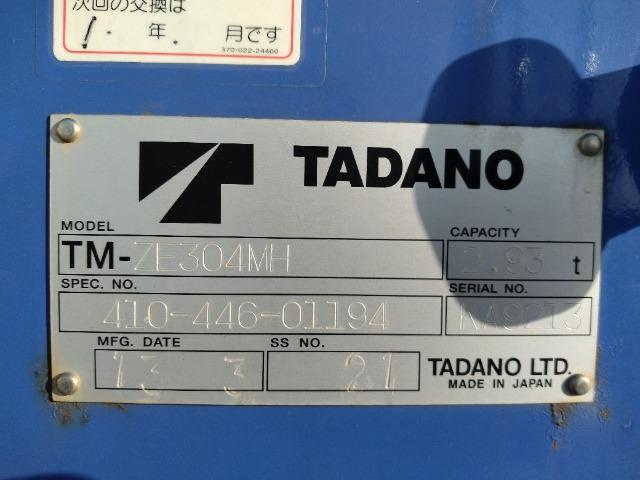 次回の交換は
1. 年. 月です
370-022-24400
TADANO
MODEL
TM-ZE304MH
CAPACITY
2.93 t
SPEC. NO.
410-446-01194
SERIAL NO.
KA9213
MFG. DATE
13 3
SS NO.
21
TADANO LTD.
MADE IN JAPAN